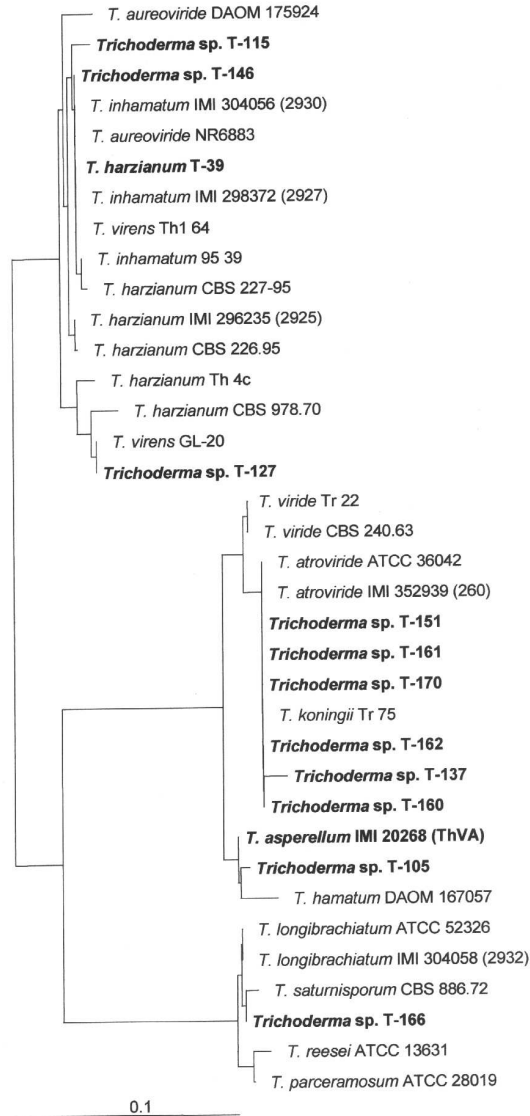 T. aureoviride DAOM 175924
Trichoderma sp. T-115
Trichoderma sp. T-146
T. inhamatum IMI 304056 (2930)
T. aureoviride NR6883
T. harzianum T-39
T. inhamatum IMI 298372 (2927)
T. virens Th1 64
T. inhamatum 95 39
T. harzianum CBS 227-95
T. harzianum IMI 296235 (2925)
T. harzianum CBS 226.95
T. harzianum Th 4c
T. harzianum CBS 978.70
T. virens GL-20
Trichoderma sp. T-127
T. viride Tr 22
T. viride CBS 240.63
T. atroviride ATCC 36042
T. atroviride IMI 352939 (260)
Trichoderma sp. T-151
Trichoderma sp. T-161
Trichoderma sp. T-170
T. koningii Tr 75
Trichoderma sp. T-162
Trichoderma sp. T-137
Trichoderma sp. T-160
T. asperellum IMI 20268 (ThVA)
Trichoderma sp. T-105
T. hamatum DAOM 167057
T. longibrachiatum ATCC 52326
T. longibrachiatum IMI 304058 (2932)
T. saturnisporum CBS 886.72
Trichoderma sp. T-166
T. reesei ATCC 13631
T. parceramosum ATCC 28019
0.1